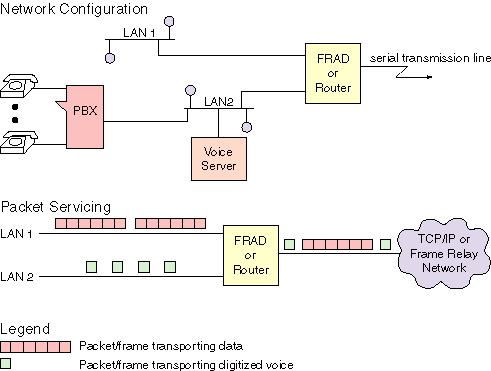 Network Configuration
LAN 1
FRAD
or
Router
serial transmission line
PBX
LAN2
Voice
Server
Packet Servicing
LAN 1
FRAD
or
Router
TCP/IP or
Frame Relay
Network
LAN 2
Legend
Packet/frame transporting data
Packet/frame transporting digitized voice